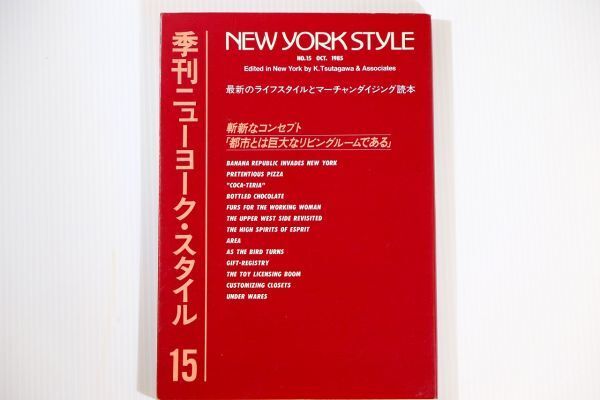 季刊ニューヨーク・スタイル 15
NEW YORK STYLE
NO.15 OCT. 1985
Edited in New York by K.Tsutagawa & Associates
最新のライフスタイルとマーチャンダイジング読本
斬新なコンセプト
「都市とは巨大なリビングルームである」
BANANA REPUBLIC INVADES NEW YORK
PRETENTIOUS PIZZA
"COCA-TERIA"
BOTTLED CHOCOLATE
FURS FOR THE WORKING WOMAN
THE UPPER WEST SIDE REVISITED
THE HIGH SPIRITS OF ESPRIT
AREA
AS THE BIRD TURNS
GIFT-REGISTRY
THE TOY LICENSING BOOM
CUSTOMIZING CLOSETS
UNDER WARES